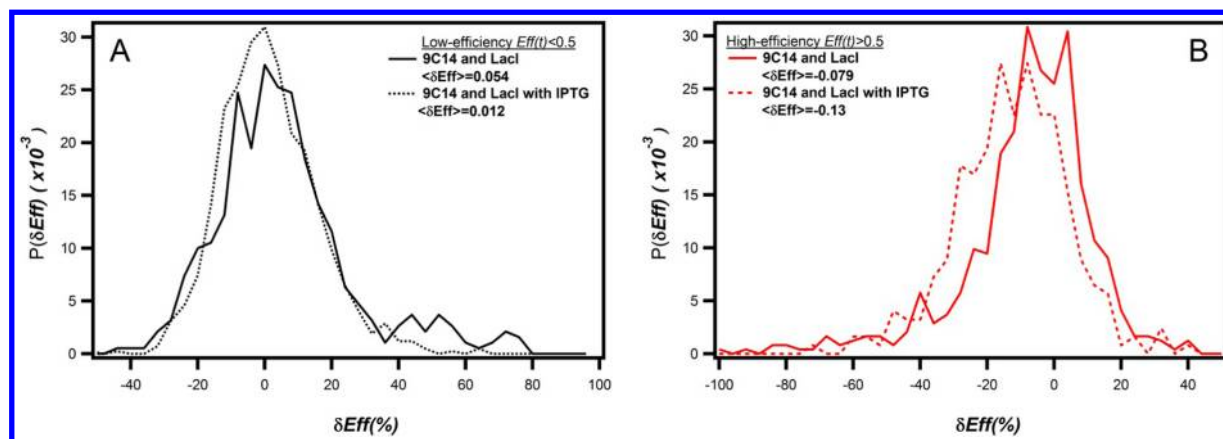 A
Low-efficiency Eff(t)<0.5
9C14 and LacI
<δEff>=0.054
9C14 and LacI with IPTG
<δEff>=0.012
P(δEff) ( x10⁻³)
30
25
20
15
10
5
0
-40 -20 0 20 40 60 80 100
δEff(%)
B
High-efficiency Eff(t)>0.5
9C14 and LacI
<δEff>=-0.079
9C14 and LacI with IPTG
<δEff>=-0.13
P(δEff) ( x10⁻³)
30
25
20
15
10
5
0
-100 -80 -60 -40 -20 0 20 40
δEff(%)